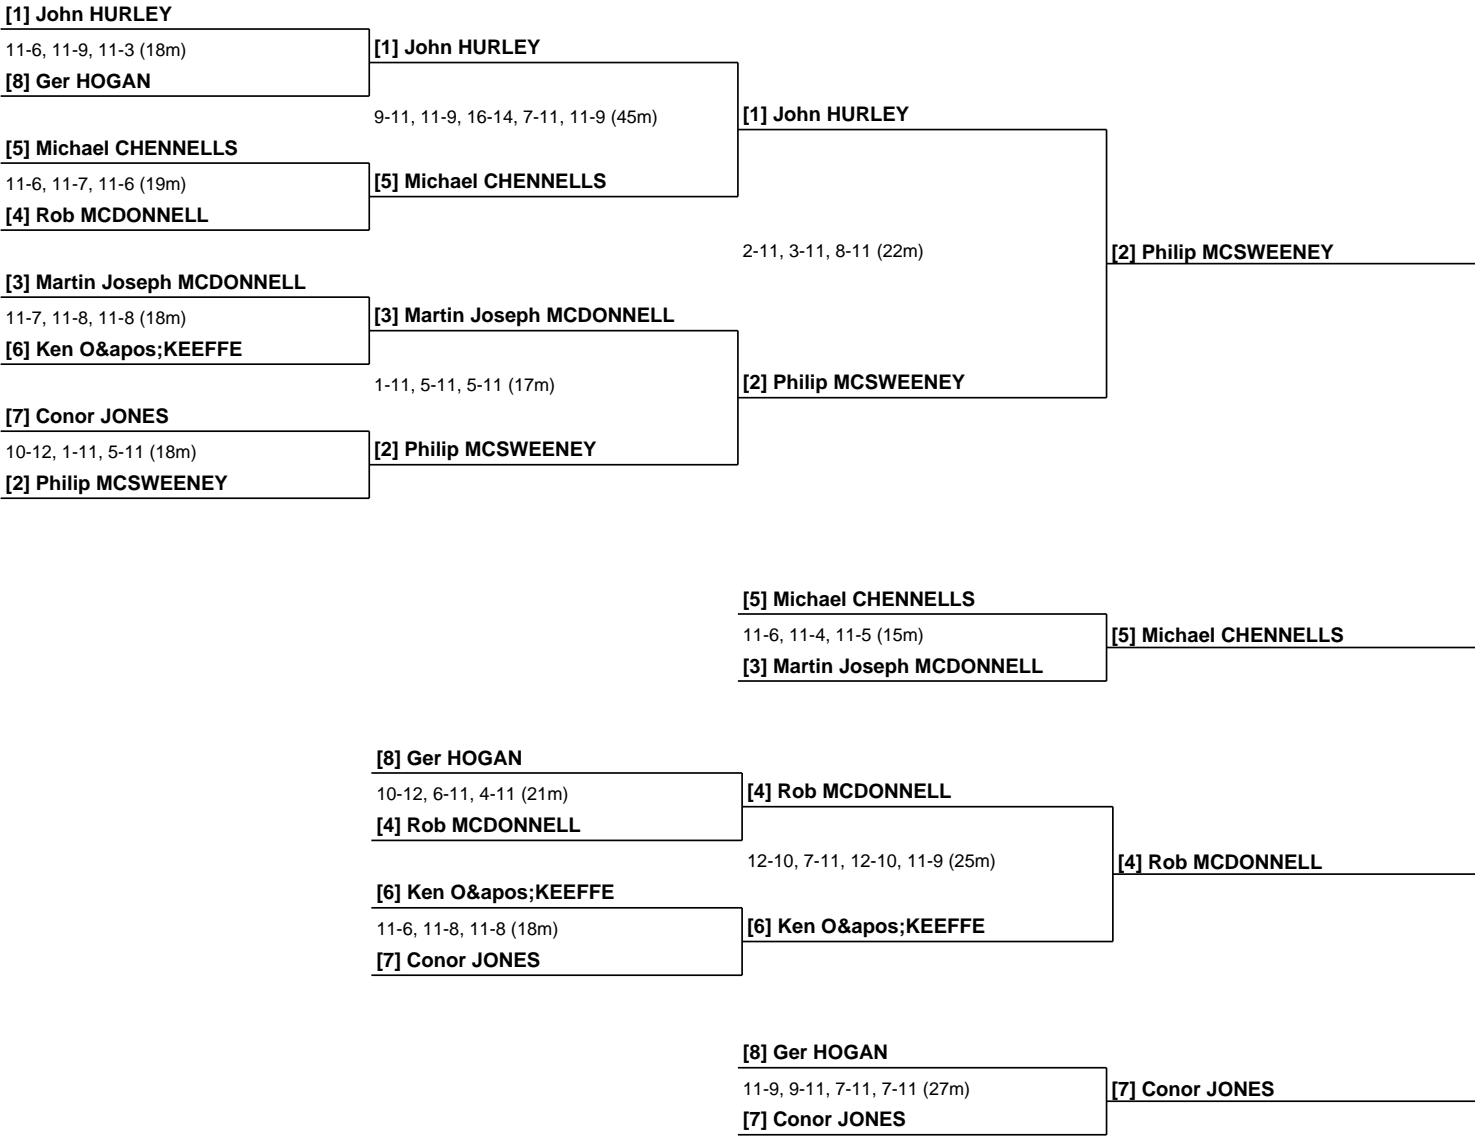 [1] John HURLEY
11-6, 11-9, 11-3 (18m)
[1] John HURLEY
[8] Ger HOGAN
9-11, 11-9, 16-14, 7-11, 11-9 (45m)
[1] John HURLEY
[5] Michael CHENNELLS
11-6, 11-7, 11-6 (19m)
[5] Michael CHENNELLS
[4] Rob MCDONNELL
2-11, 3-11, 8-11 (22m)
[2] Philip MCSWEENEY
[3] Martin Joseph MCDONNELL
11-7, 11-8, 11-8 (18m)
[3] Martin Joseph MCDONNELL
[6] Ken O&apos;KEEFFE
1-11, 5-11, 5-11 (17m)
[2] Philip MCSWEENEY
[7] Conor JONES
10-12, 1-11, 5-11 (18m)
[2] Philip MCSWEENEY
[2] Philip MCSWEENEY
[5] Michael CHENNELLS
11-6, 11-4, 11-5 (15m)
[5] Michael CHENNELLS
[3] Martin Joseph MCDONNELL
[8] Ger HOGAN
10-12, 6-11, 4-11 (21m)
[4] Rob MCDONNELL
[4] Rob MCDONNELL
12-10, 7-11, 12-10, 11-9 (25m)
[4] Rob MCDONNELL
[6] Ken O&apos;KEEFFE
11-6, 11-8, 11-8 (18m)
[6] Ken O&apos;KEEFFE
[7] Conor JONES
[8] Ger HOGAN
11-9, 9-11, 7-11, 7-11 (27m)
[7] Conor JONES
[7] Conor JONES